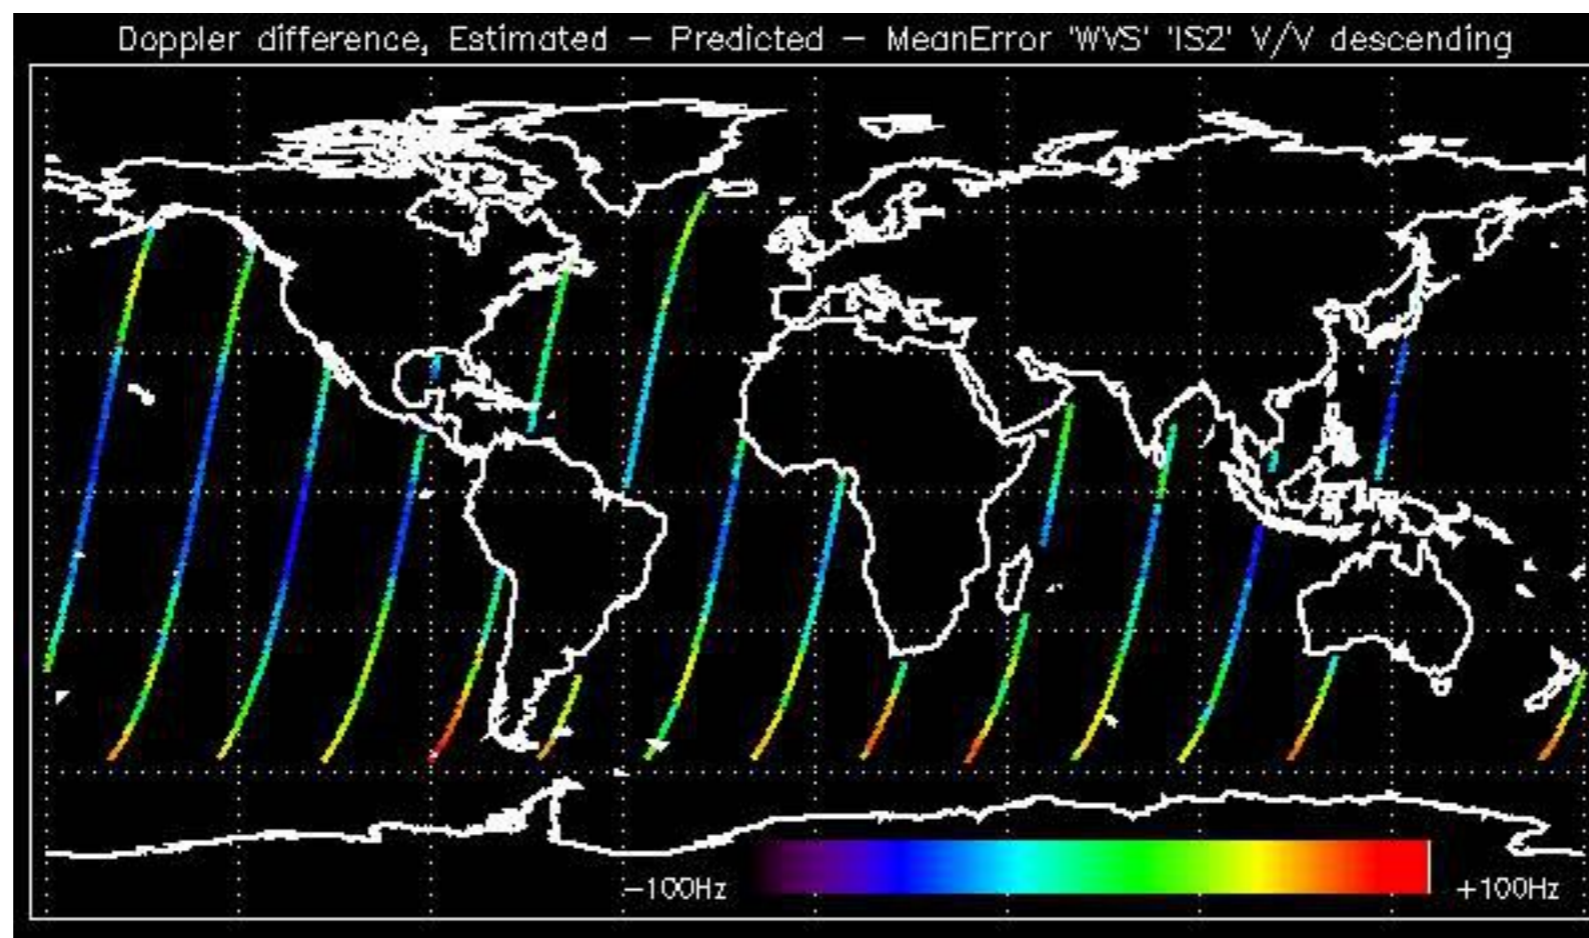 Doppler difference, Estimated – Predicted – MeanError 'WVS' 'IS2' V/V descending
−100Hz +100Hz